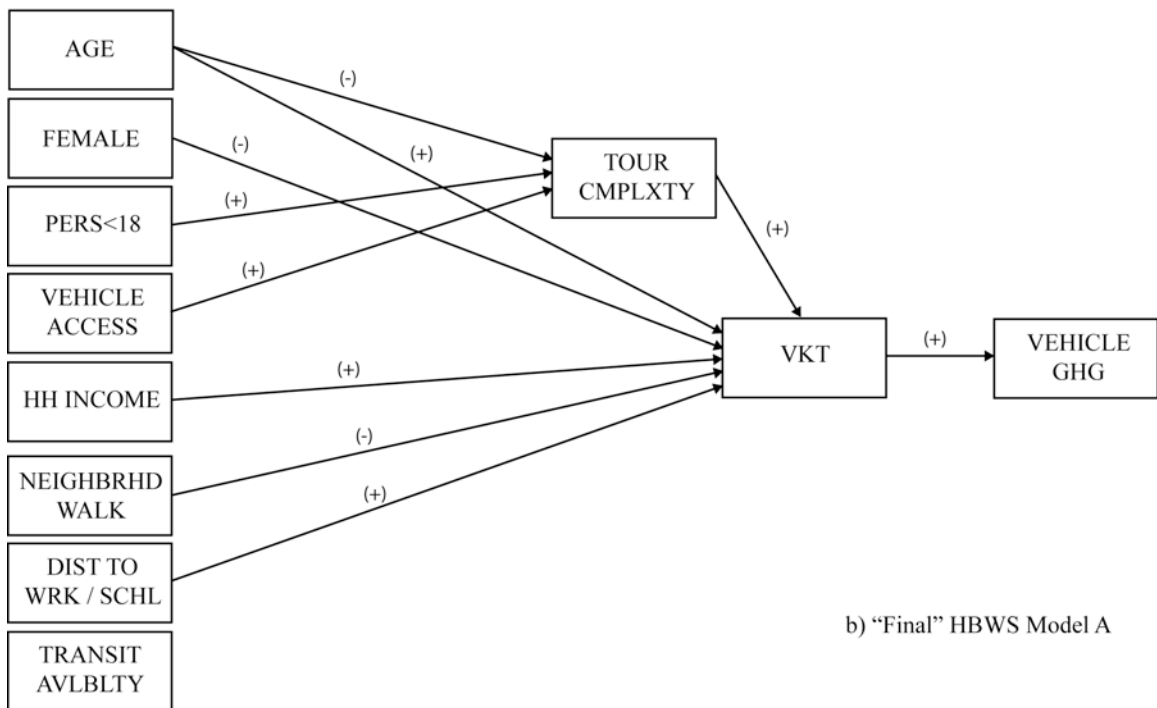 AGE
FEMALE
PERS<18
VEHICLE
ACCESS
HH INCOME
NEIGHBRHD
WALK
DIST TO
WRK / SCHL
TRANSIT
AVLBLTY
(-)
(+)
(-)
(+)
(+)
(+)
(-)
(+)
TOUR
CMPLXTY
(+)
VKT
(+)
VEHICLE
GHG
b) “Final” HBWS Model A